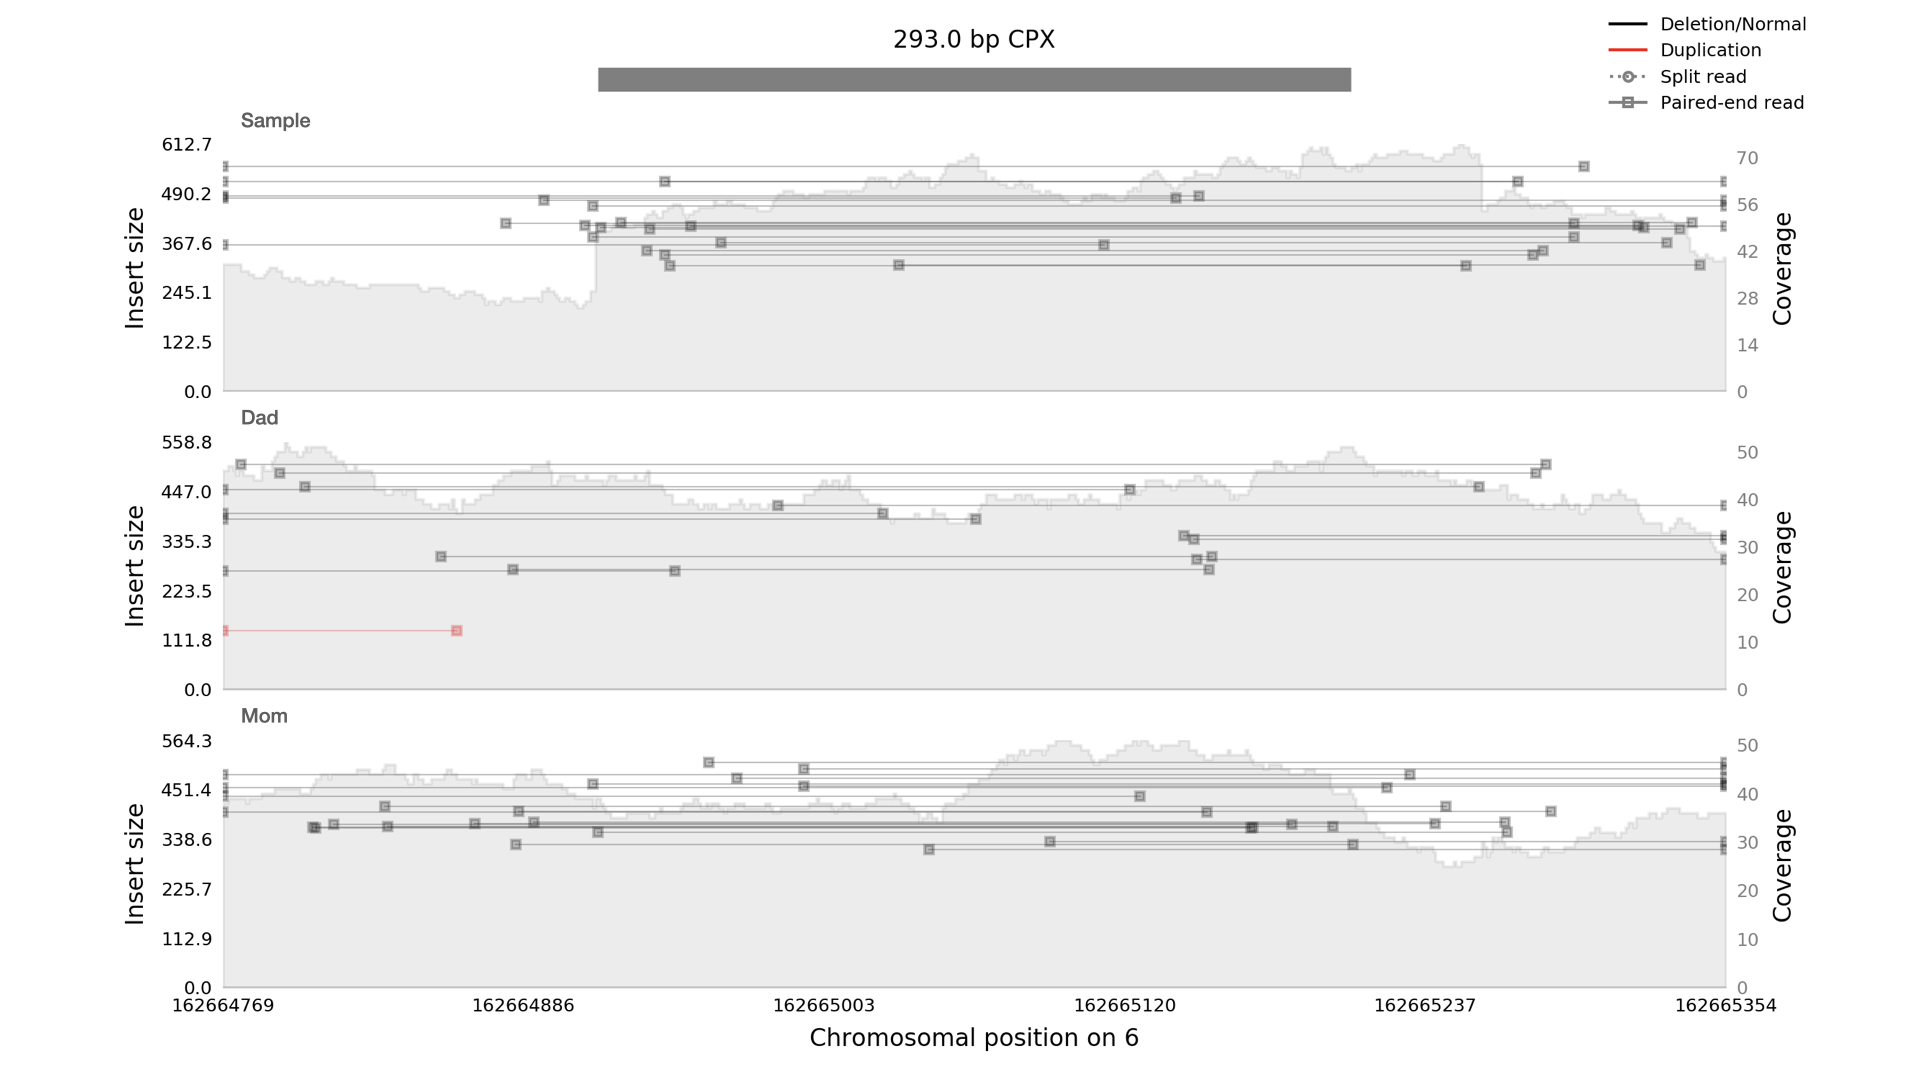 293.0 bp CPX
Deletion/Normal
Duplication
Split read
Paired-end read
Sample
612.7
490.2
367.6
245.1
122.5
0.0
Insert size
70
56
42
28
14
0
Coverage
Dad
558.8
447.0
335.3
223.5
111.8
0.0
Insert size
50
40
30
20
10
0
Coverage
Mom
564.3
451.4
338.6
225.7
112.9
0.0
Insert size
50
40
30
20
10
0
Coverage
162664769 162664886 162665003 162665120 162665237 162665354
Chromosomal position on 6